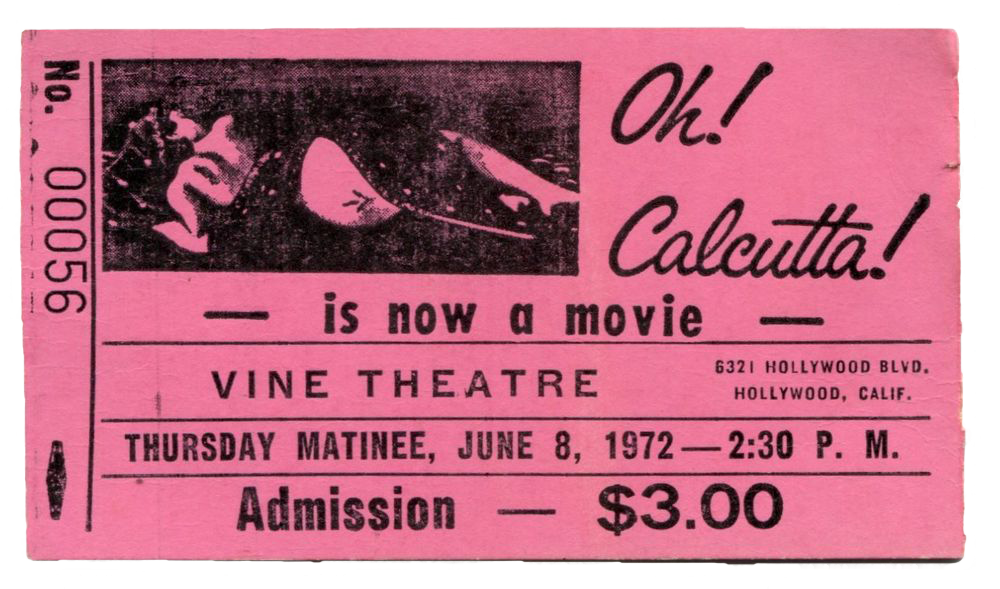 No. 00056
Oh!
Calcutta!
— is now a movie —
VINE THEATRE
6321 HOLLYWOOD BLVD.
HOLLYWOOD, CALIF.
THURSDAY MATINEE, JUNE 8, 1972—2:30 P. M.
Admission — $3.00